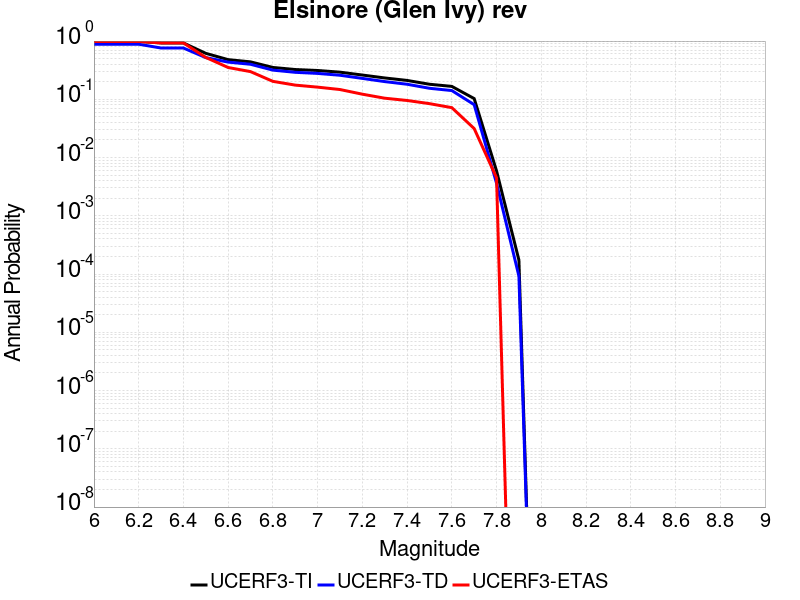 Elsinore (Glen Ivy) rev
10^0
10^-1
10^-2
10^-3
10^-4
10^-5
10^-6
10^-7
10^-8
Annual Probability
6 6.2 6.4 6.6 6.8 7 7.2 7.4 7.6 7.8 8 8.2 8.4 8.6 8.8 9
Magnitude
UCERF3-TI UCERF3-TD UCERF3-ETAS